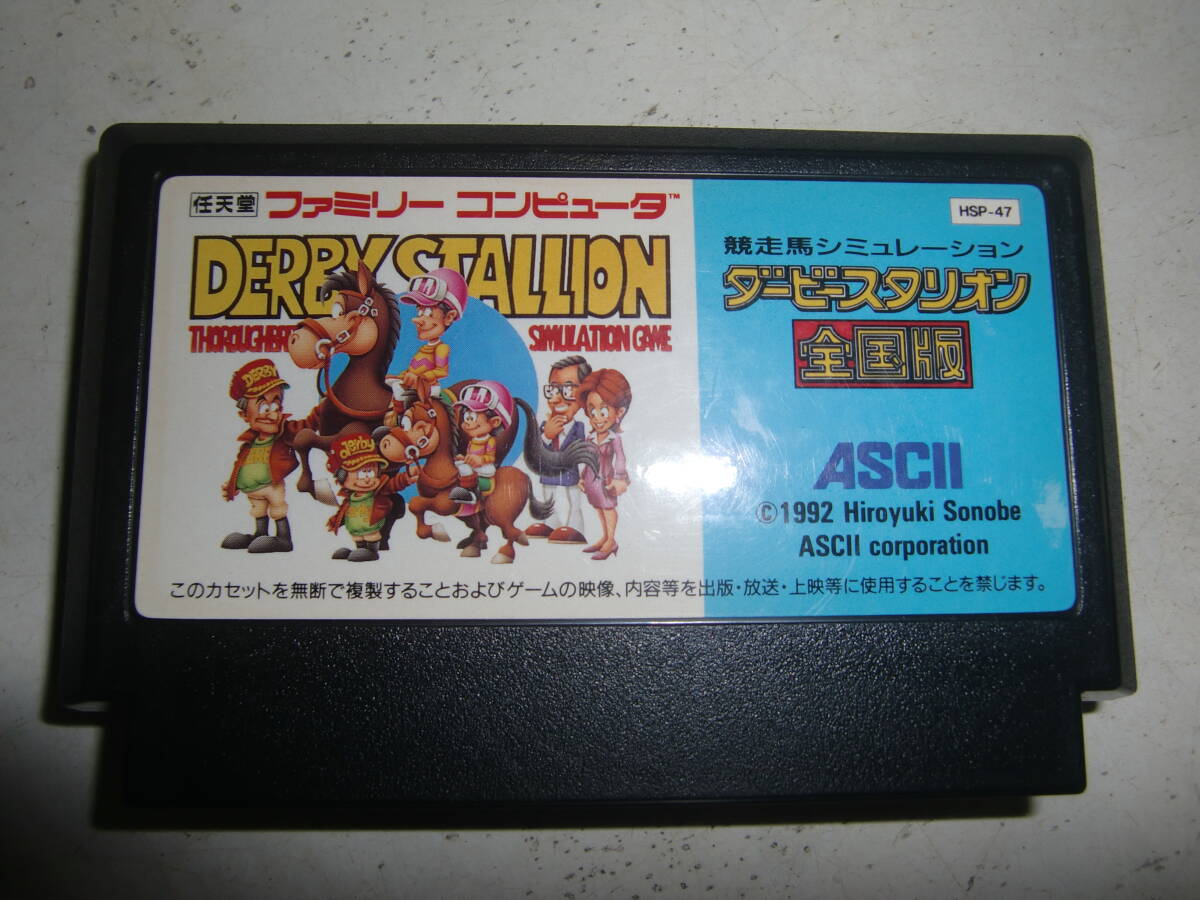 任天堂 ファミリー コンピュータ™
DERBY STALLION
SIMULATION GAME
DERBY
derby
HSP-47
競走馬シミュレーション
ダービースタリオン
全国版
ASCII
©1992 Hiroyuki Sonobe
ASCII corporation
このカセットを無断で複製することおよびゲームの映像、内容等を出版・放送・上映等に使用することを禁じます。